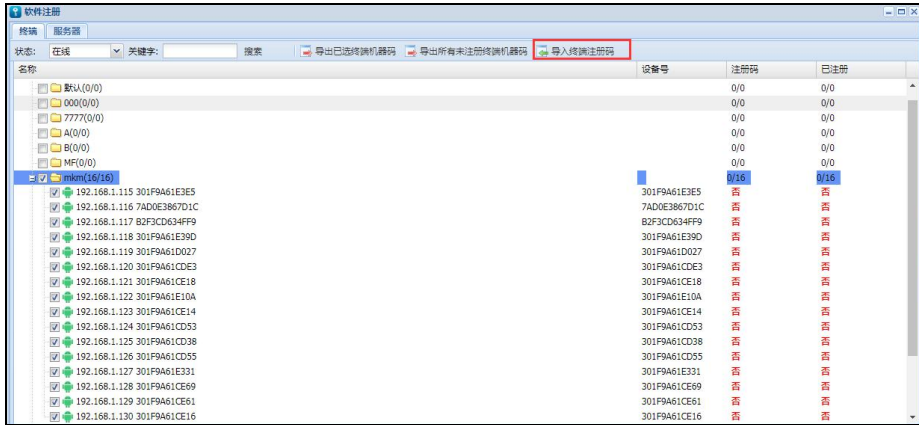 软件注册
终端 服务器
状态: 在线 关键字: 搜索 导出已选终端机器码 导出所有未注册终端机器码 导入终端注册码
名称 设备号 注册码 已注册
默认(0/0) 0/0 0/0
000(0/0) 0/0 0/0
7777(0/0) 0/0 0/0
A(0/0) 0/0 0/0
B(0/0) 0/0 0/0
MF(0/0) 0/0 0/0
mkm(16/16) 0/16 0/16
192.168.1.115 301F9A61E3E5 301F9A61E3E5 否 否
192.168.1.116 7AD0E3867D1C 7AD0E3867D1C 否 否
192.168.1.117 B2F3CD634FF9 B2F3CD634FF9 否 否
192.168.1.118 301F9A61E39D 301F9A61E39D 否 否
192.168.1.119 301F9A61D027 301F9A61D027 否 否
192.168.1.120 301F9A61CDE3 301F9A61CDE3 否 否
192.168.1.121 301F9A61CE18 301F9A61CE18 否 否
192.168.1.122 301F9A61E10A 301F9A61E10A 否 否
192.168.1.123 301F9A61CE14 301F9A61CE14 否 否
192.168.1.124 301F9A61CD53 301F9A61CD53 否 否
192.168.1.125 301F9A61CD38 301F9A61CD38 否 否
192.168.1.126 301F9A61CD55 301F9A61CD55 否 否
192.168.1.127 301F9A61E331 301F9A61E331 否 否
192.168.1.128 301F9A61CE69 301F9A61CE69 否 否
192.168.1.129 301F9A61CE61 301F9A61CE61 否 否
192.168.1.130 301F9A61CE16 301F9A61CE16 否 否